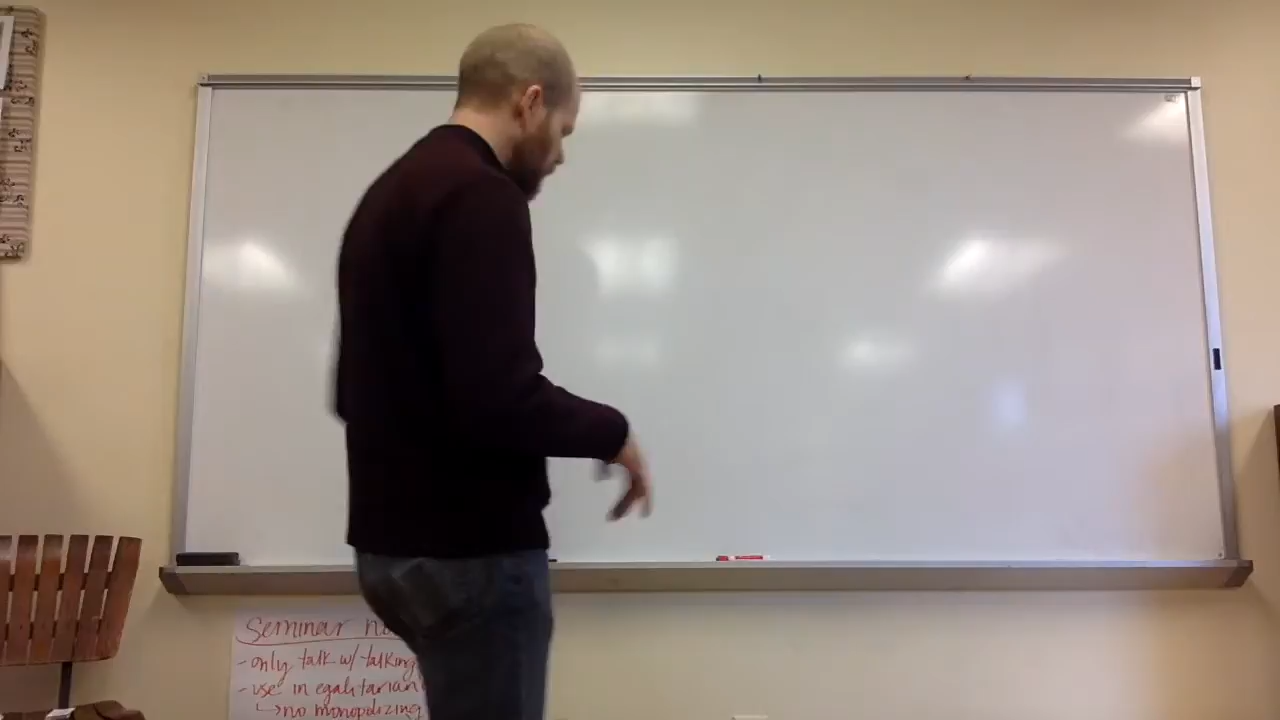 Seminar
- only talk w/ talking
- use in egalitarian
↳ no monopolizing